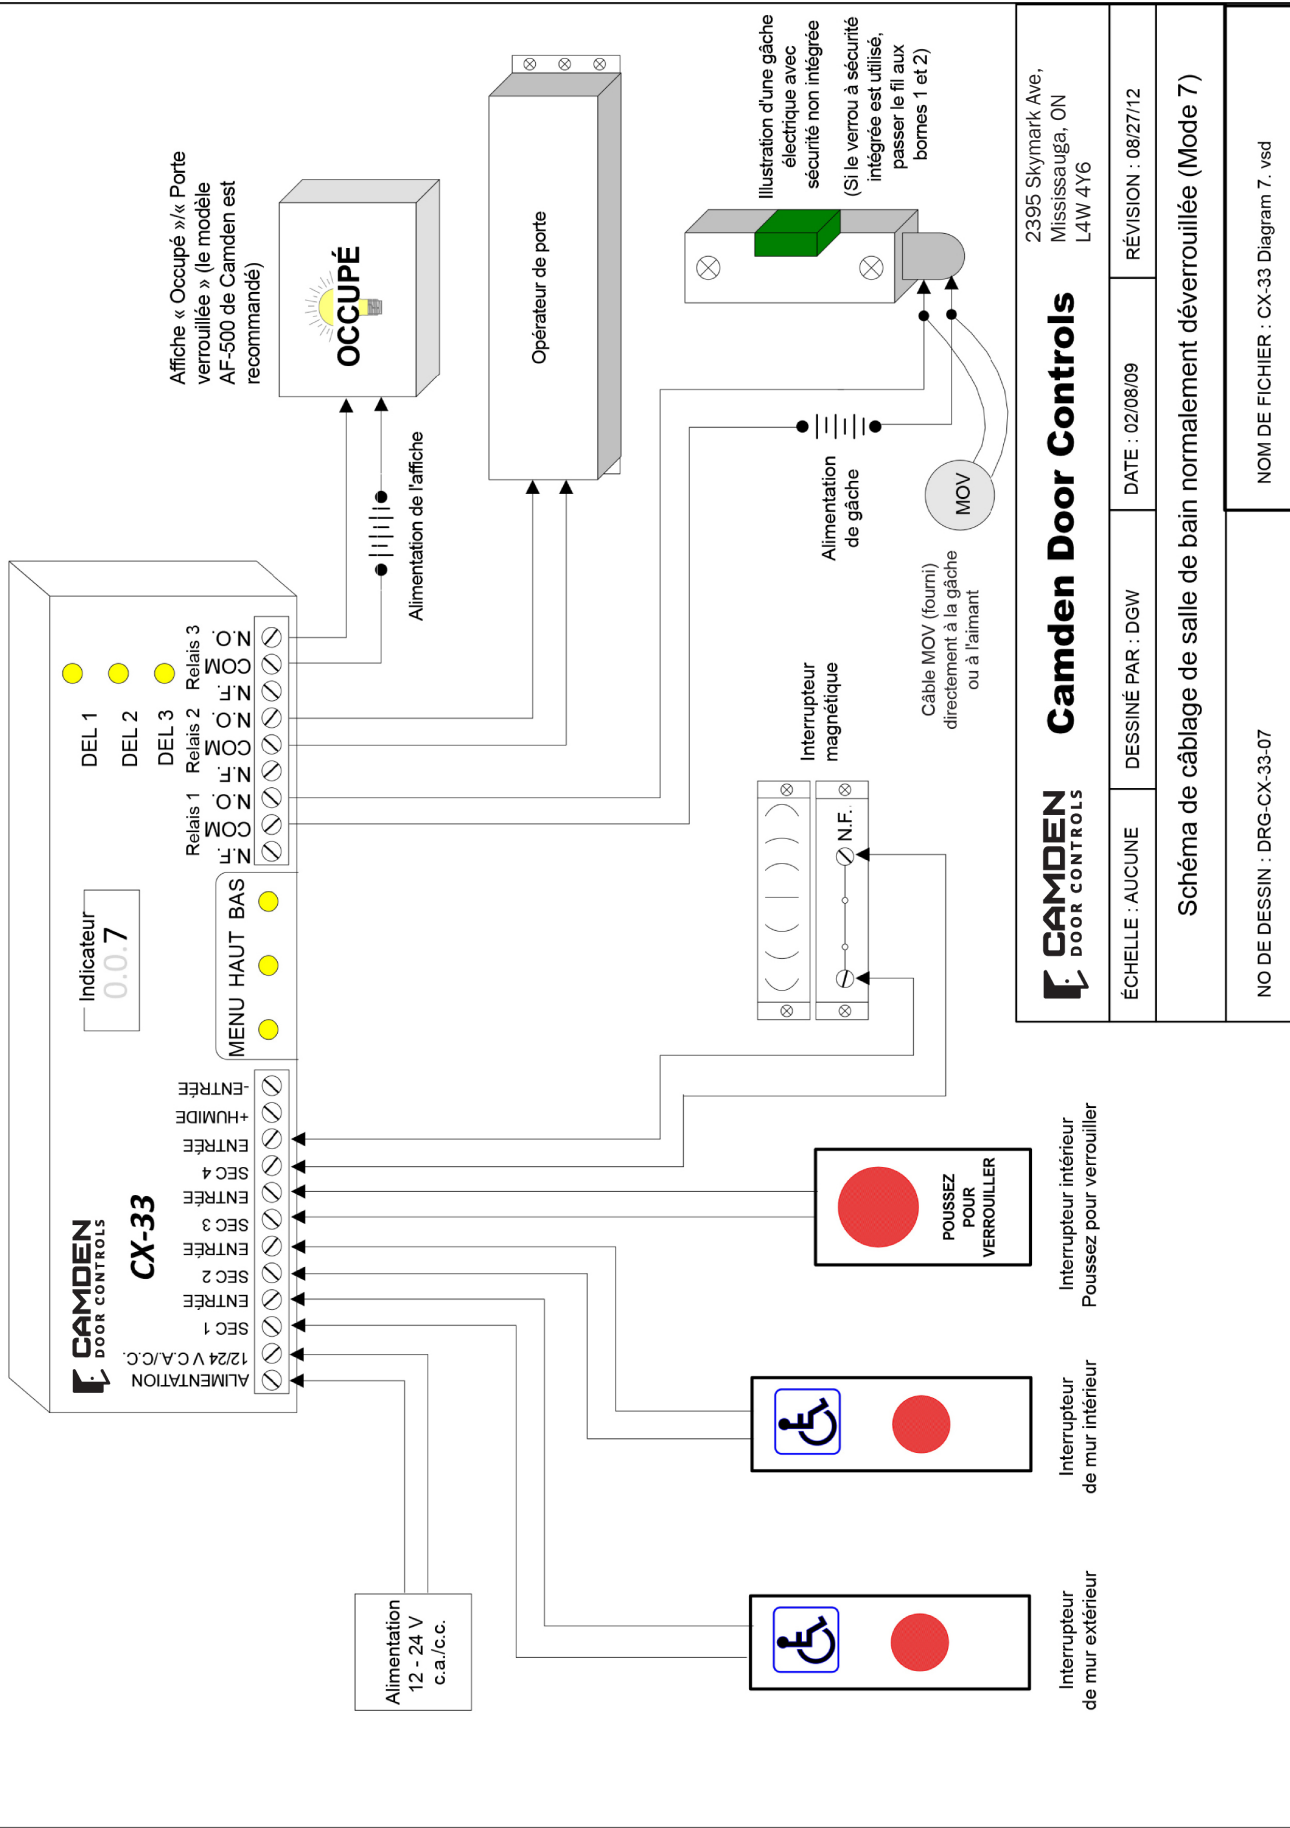 CAMDEN
DOOR CONTROLS
CX-33
Indicateur
0.0.7
MENU HAUT BAS
DEL 1
DEL 2
DEL 3
ALIMENTATION
12/24 V C.A./C.C.
SEC 1
ENTRÉE
SEC 2
ENTRÉE
SEC 3
ENTRÉE
SEC 4
ENTRÉE
+HUMIDE
-ENTRÉE
Relais 1
N.F.
COM
N.O.
Relais 2
N.F.
COM
N.O.
Relais 3
N.F.
COM
N.O.
Affiche « Occupé »/« Porte
verrouillée » (le modèle
AF-500 de Camden est
recommandé)
OCCUPÉ
Alimentation de l'affiche
Opérateur de porte
Alimentation
12 - 24 V
c.a./c.c.
Illustration d'une gâche
électrique avec
sécurité non intégrée
(Si le verrou à sécurité
intégrée est utilisé,
passer le fil aux
bornes 1 et 2)
Alimentation
de gâche
MOV
Câble MOV (fourni)
directement à la gâche
ou à l'aimant
Interrupteur
magnétique
N.F.
POUSSEZ
POUR
VERROUILLER
Interrupteur
de mur extérieur
Interrupteur
de mur intérieur
Interrupteur intérieur
Poussez pour verrouiller
CAMDEN
DOOR CONTROLS
Camden Door Controls
2395 Skymark Ave,
Mississauga, ON
L4W 4Y6
ÉCHELLE : AUCUNE
DESSINÉ PAR : DGW
DATE : 02/08/09
RÉVISION : 08/27/12
Schéma de câblage de salle de bain normalement déverrouillée (Mode 7)
NO DE DESSIN : DRG-CX-33-07
NOM DE FICHIER : CX-33 Diagram 7. vsd